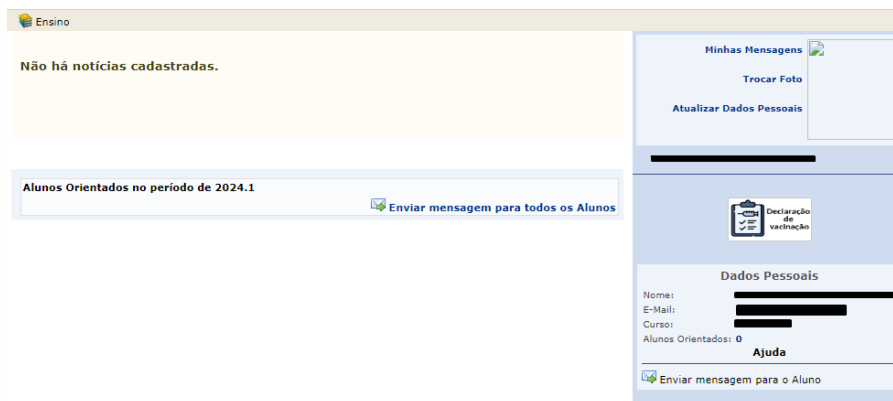 Ensino
Não há notícias cadastradas.
Alunos Orientados no período de 2024.1
Enviar mensagem para todos os Alunos
Minhas Mensagens
Trocar Foto
Atualizar Dados Pessoais
Declaração
de
vacinação
Dados Pessoais
Nome:
E-Mail:
Curso:
Alunos Orientados: 0
Ajuda
Enviar mensagem para o Aluno